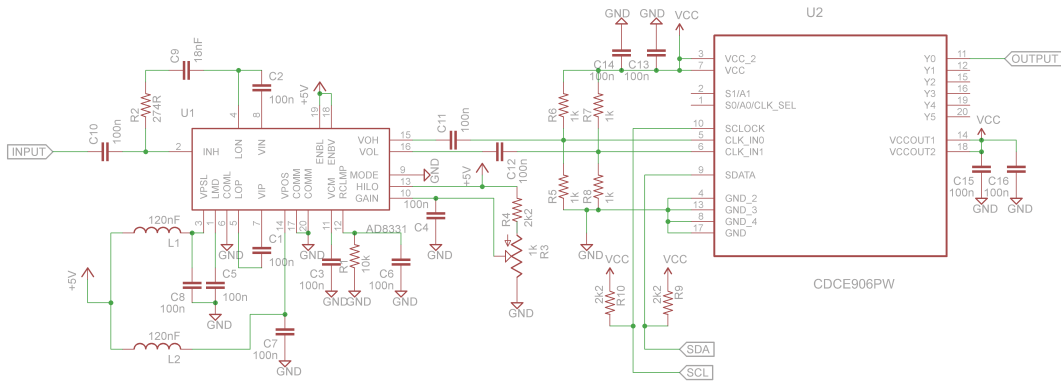 GND
GND
VCC
U2
C9
18nF
C2
100n
+5V
R2
274R
U1
C10
100n
INPUT
4
8
19
18
2
INH
LON
VIN
ENBL
ENBV
VOH
VOL
MODE
HILO
GAIN
VPSL
LMD
COML
LOP
VIP
VPOS
COMM
COMM
VCM
RCLMP
15
16
9
13
10
3
1
6
5
7
14
17
20
11
12
AD8331
C11
100n
C12
100n
GND
+5V
R4
2k2
R3
1k
GND
100n
C4
GND
C14
100n
C13
100n
R6
1k
R7
1k
R5
1k
R8
1k
GND
3
7
2
1
10
5
6
9
4
13
8
17
VCC_2
VCC
S1/A1
S0/A0/CLK_SEL
SCLOCK
CLK_IN0
CLK_IN1
SDATA
GND_2
GND_3
GND_4
GND
Y0
Y1
Y2
Y3
Y4
Y5
VCCOUT1
VCCOUT2
11
12
15
16
19
20
14
18
OUTPUT
VCC
C15
100n
C16
100n
GND
GND
CDCE906PW
120nF
L1
+5V
GND
C1
100n
C5
100n
C8
100n
GND
GND
C3
100n
GND
R1
10k
GND
C6
100n
GND
120nF
L2
C7
100n
GND
VCC
2k2
R10
VCC
2k2
R9
SDA
SCL